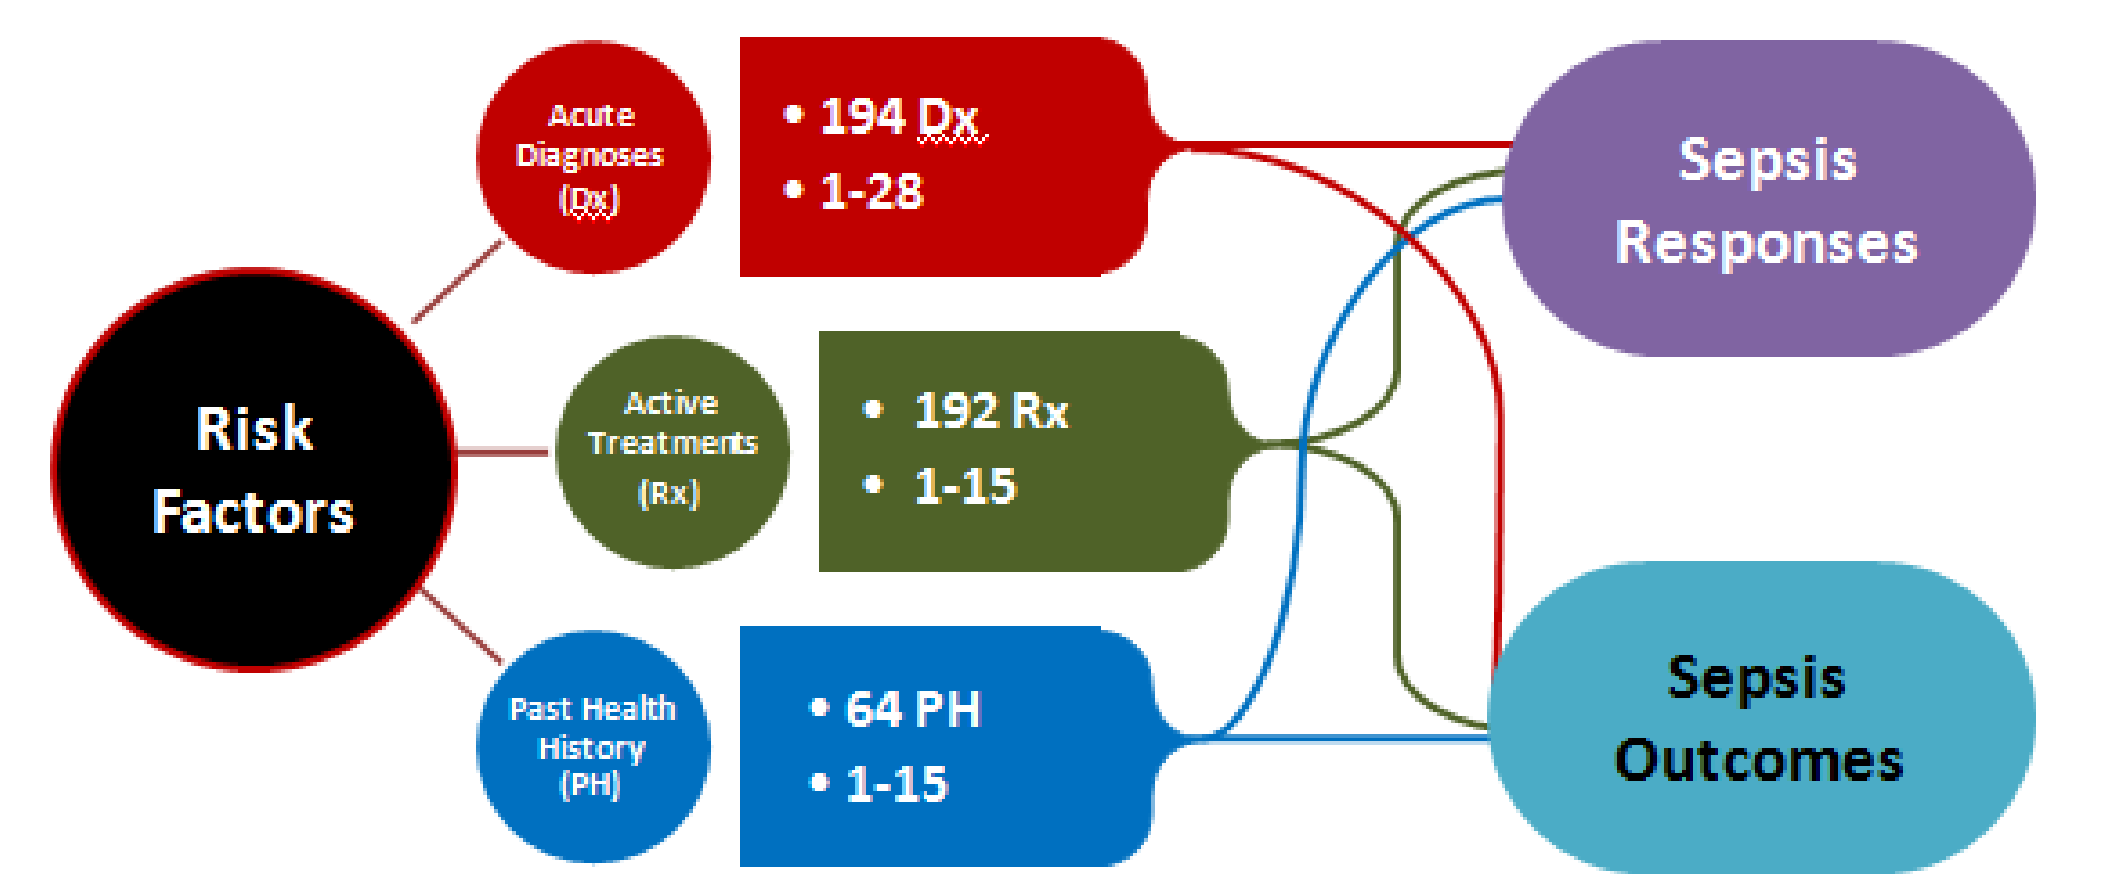 Risk
Factors
Acute
Diagnoses
(Dx)
• 194 Dx
• 1-28
Active
Treatments
(Rx)
• 192 Rx
• 1-15
Past Health
History
(PH)
• 64 PH
• 1-15
Sepsis
Responses
Sepsis
Outcomes